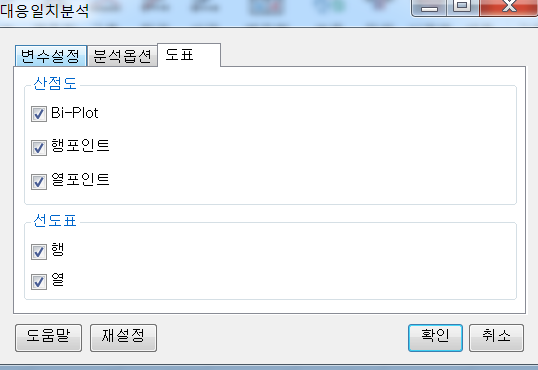 대응일치분석
변수설정 분석옵션 도표
산점도
Bi-Plot
행포인트
열포인트
선도표
행
열
도움말 재설정 확인 취소